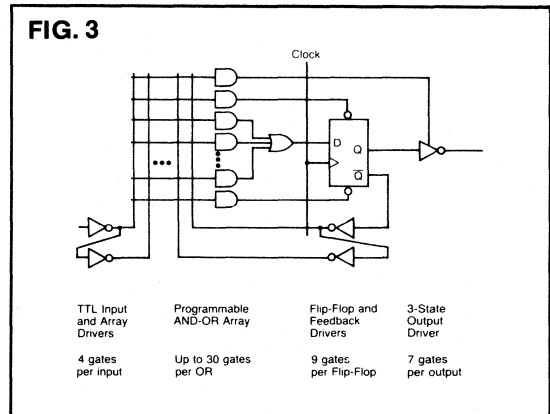 FIG. 3
Clock
D Q
Q
TTL Input
and Array
Drivers
4 gates
per input
Programmable
AND-OR Array
Up to 30 gates
per OR
Flip-Flop and
Feedback
Drivers
9 gates
per Flip-Flop
3-State
Output
Driver
7 gates
per output